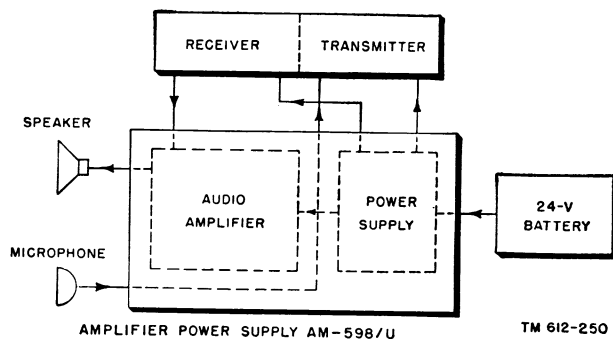 RECEIVER
TRANSMITTER
SPEAKER
AUDIO
AMPLIFIER
POWER
SUPPLY
24-V
BATTERY
MICROPHONE
AMPLIFIER POWER SUPPLY AM-598/U
TM 612-250